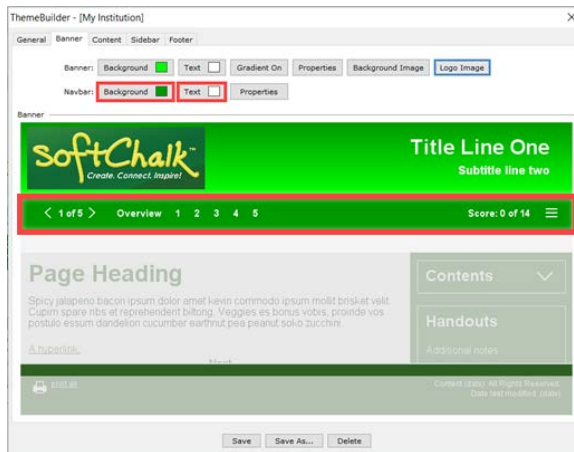 ThemeBuilder - [My Institution]
General Banner Content Sidebar Footer
Banner: Background Text Gradient On Properties Background Image Logo Image
Navbar: Background Text Properties
Banner
SoftChalk™
Create. Connect. Inspire!
Title Line One
Subtitle line two
< 1 of 5 > Overview 1 2 3 4 5 Score: 0 of 14
Page Heading
Spicy jalapeno bacon ipsum dolor amet kevin commodo ipsum mollit brisket velit.
Cupim spare ribs et reprehenderit biltong. Veggies es bonus vobis, proinde vos
postulo essum dandelion cucumber earthnut pea peanut soko zucchini.
A hyperlink.
Next
Contents
Handouts
Additional notes
print all
Content {date}. All Rights Reserved.
Date last modified: {date}
Save Save As... Delete